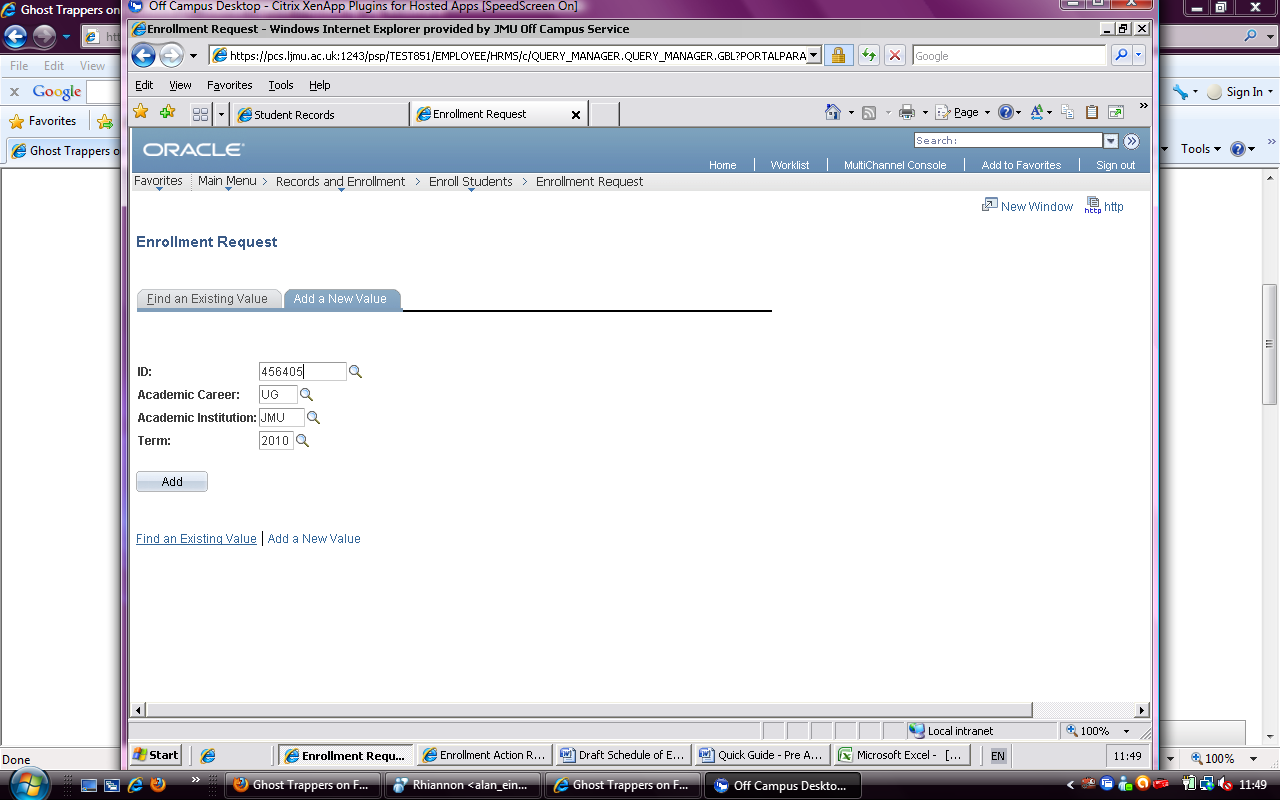 Ghost Trappers on
Off Campus Desktop - Citrix XenApp Plugins for Hosted Apps [SpeedScreen On]
Enrollment Request - Windows Internet Explorer provided by JMU Off Campus Service
https://pcs.ljmu.ac.uk:1243/psp/TEST851/EMPLOYEE/HRMS/c/QUERY_MANAGER.QUERY_MANAGER.GBL?PORTALPARA
Google
File Edit View
Edit View Favorites Tools Help
Google
Sign In
Favorites
Student Records
Enrollment Request
Page
Ghost Trappers o
Tools
ORACLE
Search:
Home
Worklist
MultiChannel Console
Add to Favorites
Sign out
Favorites Main Menu > Records and Enrollment > Enroll Students > Enrollment Request
New Window http
Enrollment Request
Find an Existing Value
Add a New Value
ID: 456405
Academic Career: UG
Academic Institution: JMU
Term: 2010
Add
Find an Existing Value | Add a New Value
Local intranet
100%
Start
Enrollment Requ...
Enrollment Action R...
Draft Schedule of E...
Quick Guide - Pre A...
Microsoft Excel - [...
EN
11:49
Done
100%
Ghost Trappers on F...
Rhiannon <alan_ein...
Ghost Trappers on F...
Off Campus Deskto...
11:49